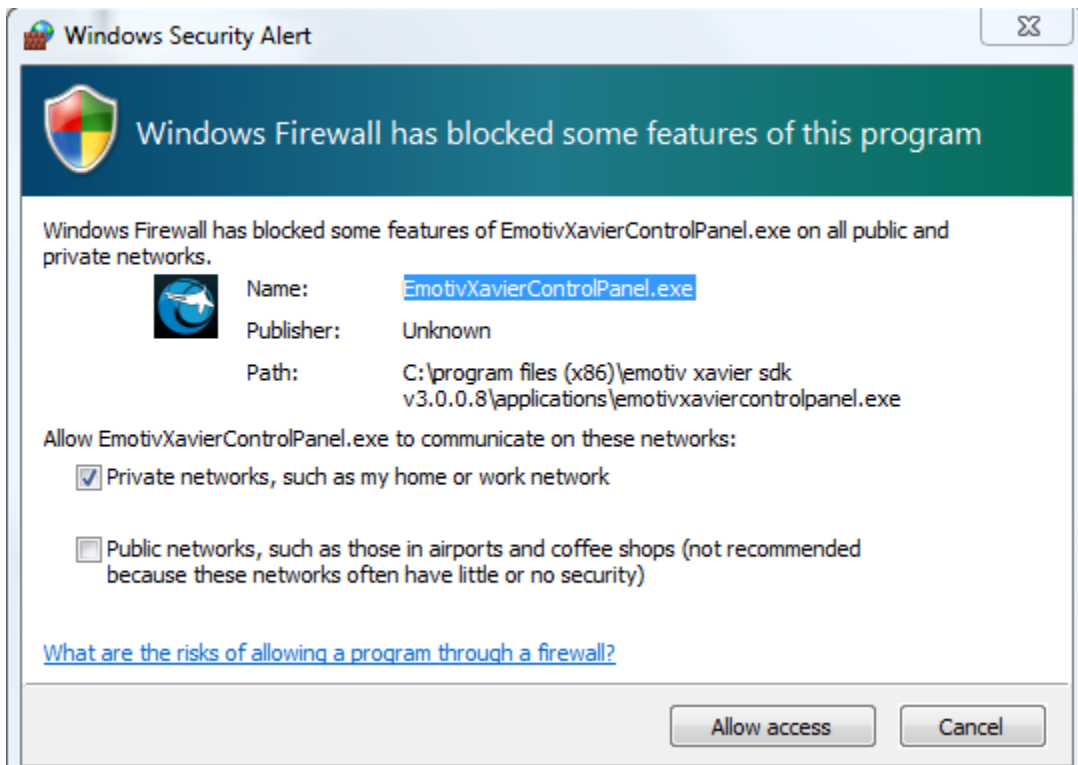 Windows Security Alert
Windows Firewall has blocked some features of this program
Windows Firewall has blocked some features of EmotivXavierControlPanel.exe on all public and
private networks.
Name: EmotivXavierControlPanel.exe
Publisher: Unknown
Path: C:\program files (x86)\emotiv xavier sdk
v3.0.0.8\applications\emotivxaviercontrolpanel.exe
Allow EmotivXavierControlPanel.exe to communicate on these networks:
Private networks, such as my home or work network
Public networks, such as those in airports and coffee shops (not recommended
because these networks often have little or no security)
What are the risks of allowing a program through a firewall?
Allow access Cancel